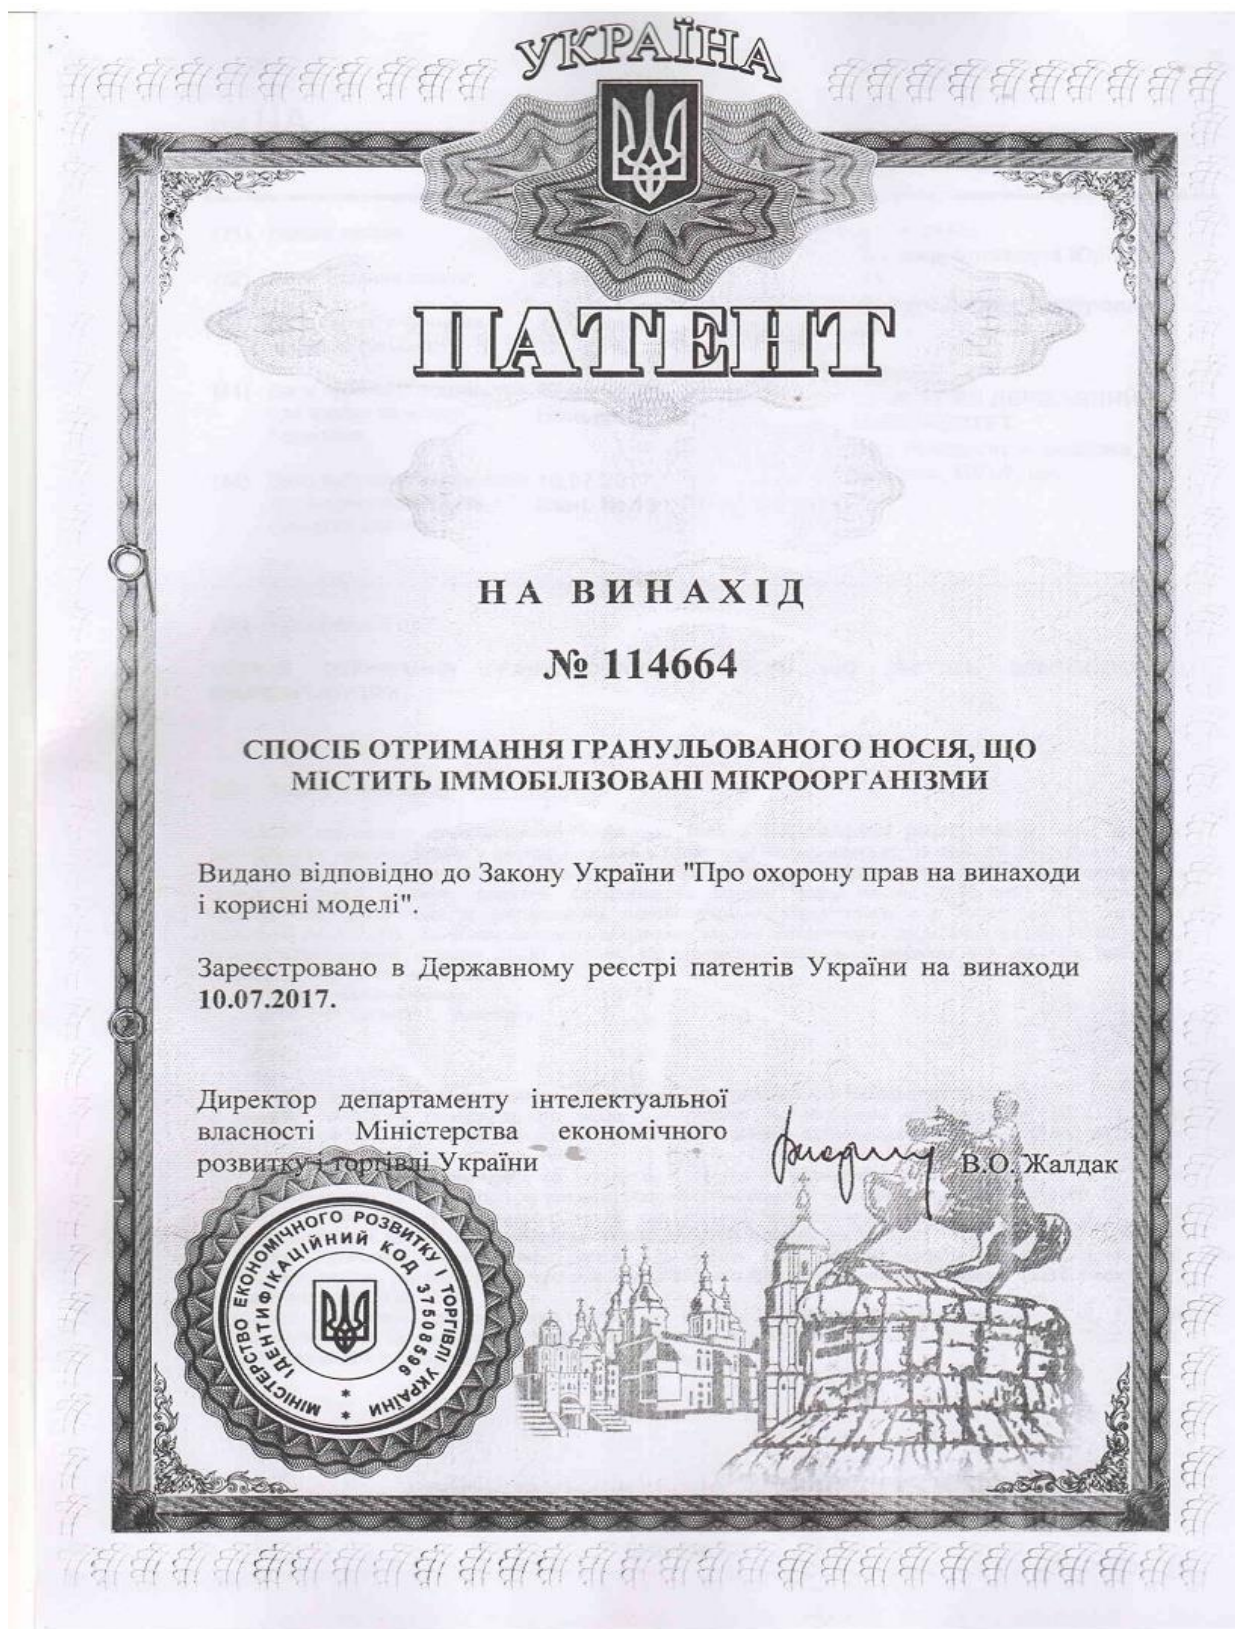 УКРАЇНА
ПАТЕНТ
НА ВИНАХІД
№ 114664
СПОСІБ ОТРИМАННЯ ГРАНУЛЬОВАНОГО НОСІЯ, ЩО
МІСТИТЬ ІММОБІЛІЗОВАНІ МІКРООРГАНІЗМИ
Видано відповідно до Закону України "Про охорону прав на винаходи
і корисні моделі".
Зареєстровано в Державному реєстрі патентів України на винаходи
10.07.2017.
Директор департаменту інтелектуальної
власності Міністерства економічного
розвитку і торгівлі України
В.О. Жалдак
МІНІСТЕРСТВО ЕКОНОМІЧНОГО РОЗВИТКУ І ТОРГІВЛІ УКРАЇНИ *
ІДЕНТИФІКАЦІЙНИЙ КОД 37508596 *